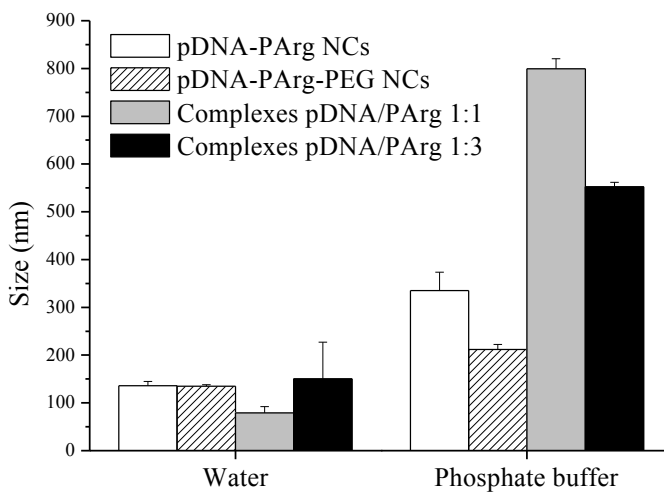 900
800
700
600
500
400
300
200
100
0
Size (nm)
pDNA-PArg NCs
pDNA-PArg-PEG NCs
Complexes pDNA/PArg 1:1
Complexes pDNA/PArg 1:3
Water
Phosphate buffer